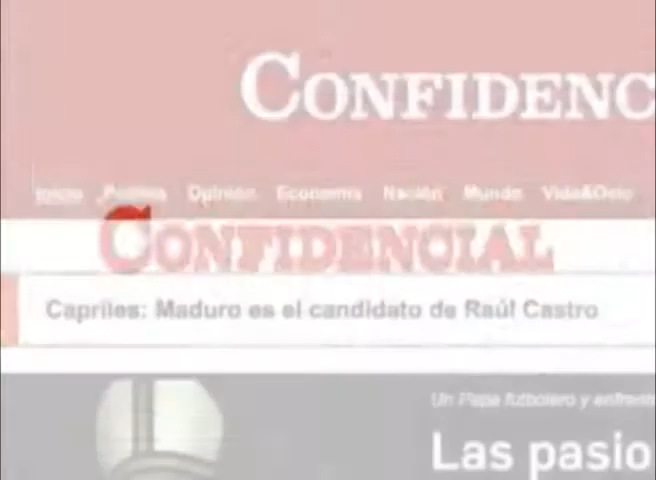 CONFIDENC
Inicio Política Opinión Economía Nación Mundo Vida&Ocio
CONFIDENCIAL
Capriles: Maduro es el candidato de Raúl Castro
Un Papa futbolero y enfrent
Las pasio